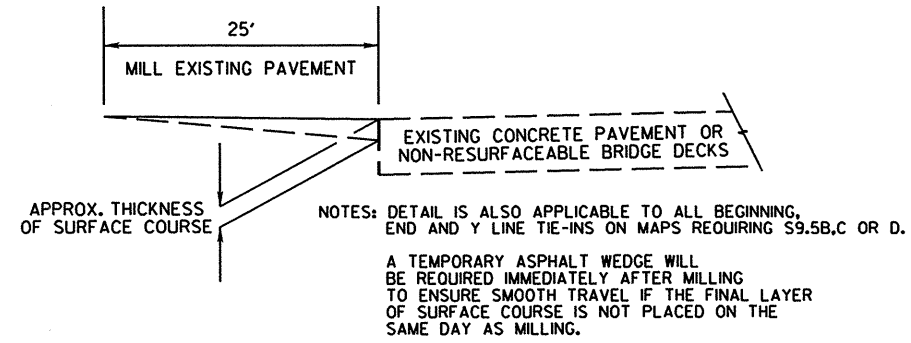 25'
MILL EXISTING PAVEMENT
EXISTING CONCRETE PAVEMENT OR
NON-RESURFACEABLE BRIDGE DECKS
APPROX. THICKNESS
OF SURFACE COURSE
NOTES: DETAIL IS ALSO APPLICABLE TO ALL BEGINNING,
END AND Y LINE TIE-INS ON MAPS REQUIRING S9.5B,C OR D.
A TEMPORARY ASPHALT WEDGE WILL
BE REQUIRED IMMEDIATELY AFTER MILLING
TO ENSURE SMOOTH TRAVEL IF THE FINAL LAYER
OF SURFACE COURSE IS NOT PLACED ON THE
SAME DAY AS MILLING.